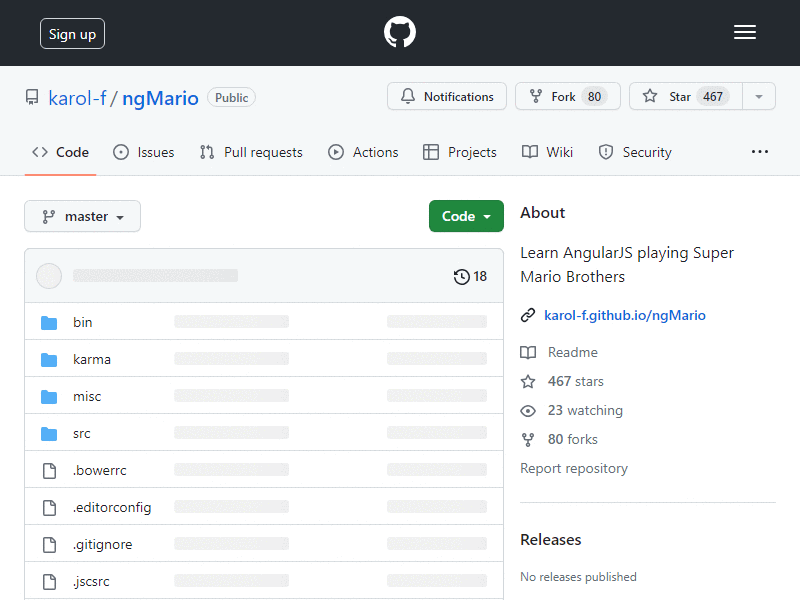 Sign up
karol-f / ngMario Public
Notifications Fork 80 Star 467
Code Issues Pull requests Actions Projects Wiki Security
master
Code
18
bin
karma
misc
src
.bowerrc
.editorconfig
.gitignore
.jscsrc
About
Learn AngularJS playing Super
Mario Brothers
karol-f.github.io/ngMario
Readme
467 stars
23 watching
80 forks
Report repository
Releases
No releases published